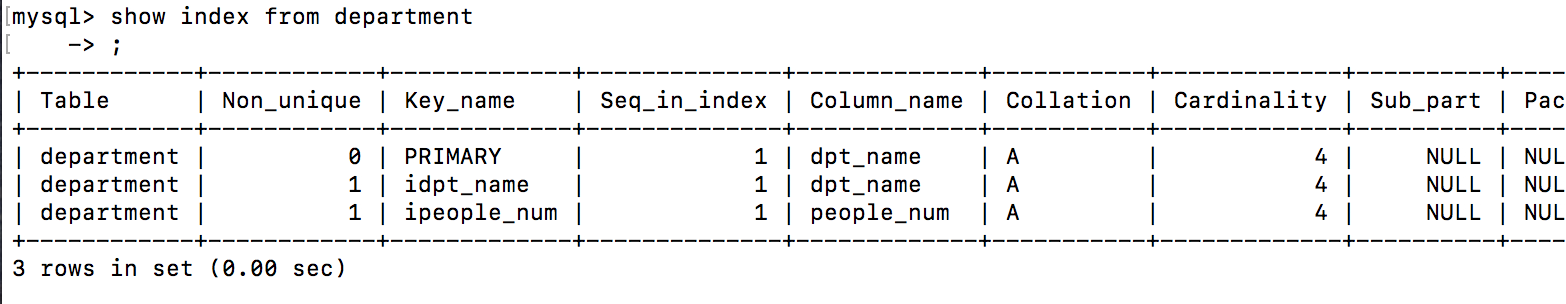 [mysql> show index from department
[    -> ;
+------------+------------+-------------+--------------+-------------+-----------+-------------+----------+----
| Table      | Non_unique | Key_name    | Seq_in_index | Column_name | Collation | Cardinality | Sub_part | Pac
+------------+------------+-------------+--------------+-------------+-----------+-------------+----------+----
| department |          0 | PRIMARY     |            1 | dpt_name    | A         |           4 |     NULL | NUL
| department |          1 | idpt_name   |            1 | dpt_name    | A         |           4 |     NULL | NUL
| department |          1 | ipeople_num |            1 | people_num  | A         |           4 |     NULL | NUL
+------------+------------+-------------+--------------+-------------+-----------+-------------+----------+----
3 rows in set (0.00 sec)